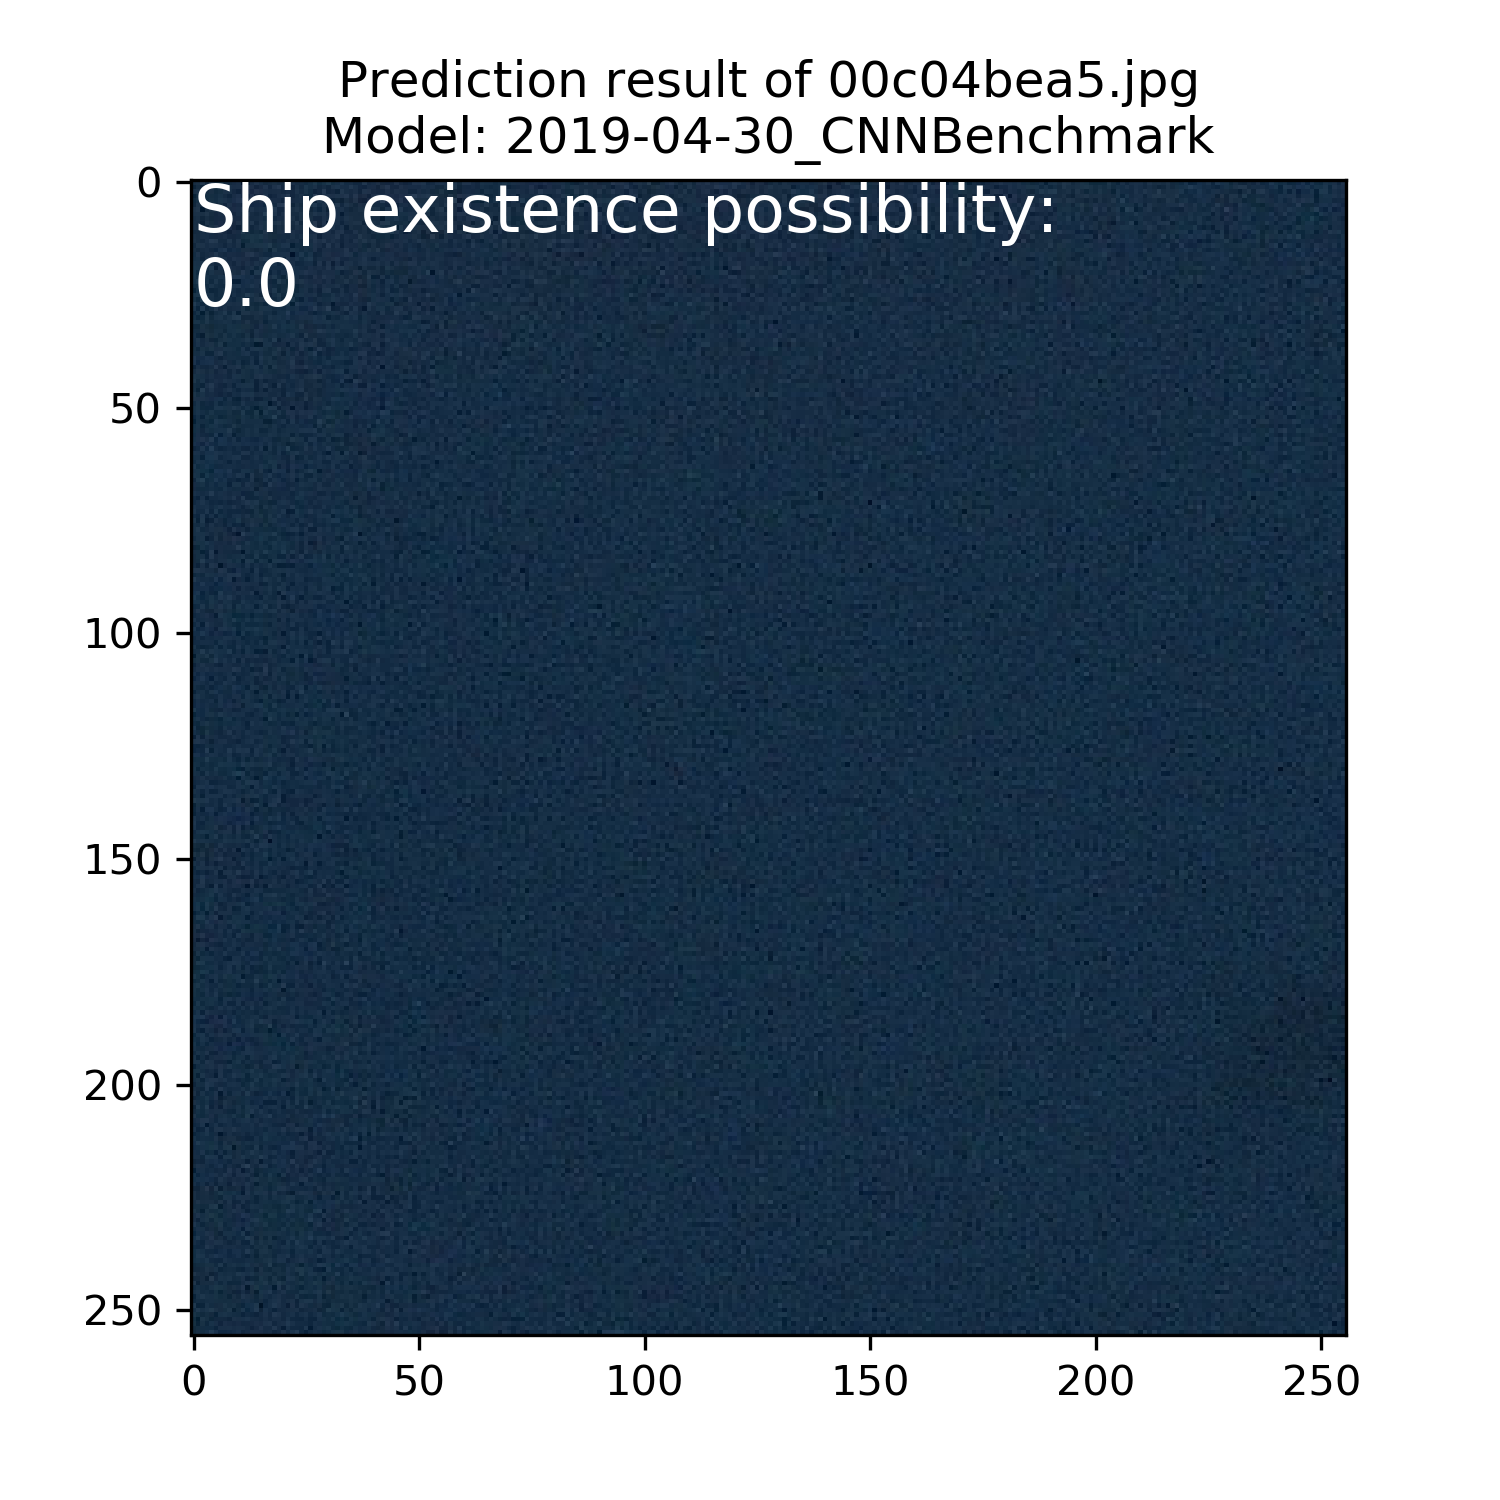 Prediction result of 00c04bea5.jpg
Model: 2019-04-30_CNNBenchmark
Ship existence possibility:
0.0
0
50
100
150
200
250
0 50 100 150 200 250